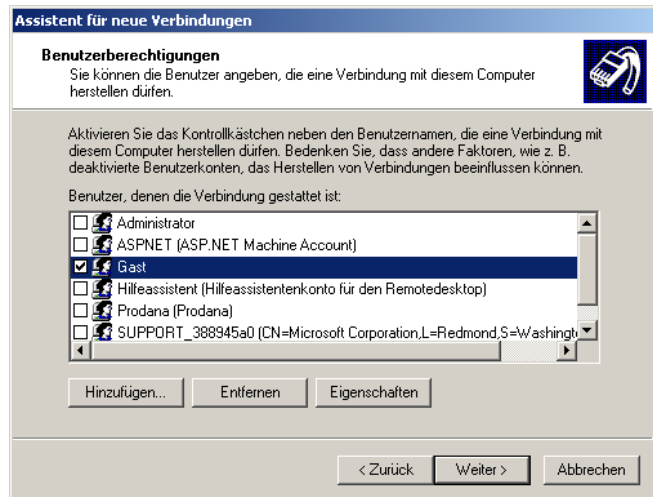 Assistent für neue Verbindungen
Benutzerberechtigungen
Sie können die Benutzer angeben, die eine Verbindung mit diesem Computer
herstellen dürfen.
Aktivieren Sie das Kontrollkästchen neben den Benutzernamen, die eine Verbindung mit
diesem Computer herstellen dürfen. Bedenken Sie, dass andere Faktoren, wie z. B.
deaktivierte Benutzerkonten, das Herstellen von Verbindungen beeinflussen können.
Benutzer, denen die Verbindung gestattet ist:
Administrator
ASPNET (ASP.NET Machine Account)
Gast
Hilfeassistent (Hilfeassistentenkonto für den Remotedesktop)
Prodana (Prodana)
SUPPORT_388945a0 (CN=Microsoft Corporation,L=Redmond,S=Washingt
Hinzufügen... Entfernen Eigenschaften
< Zurück Weiter > Abbrechen